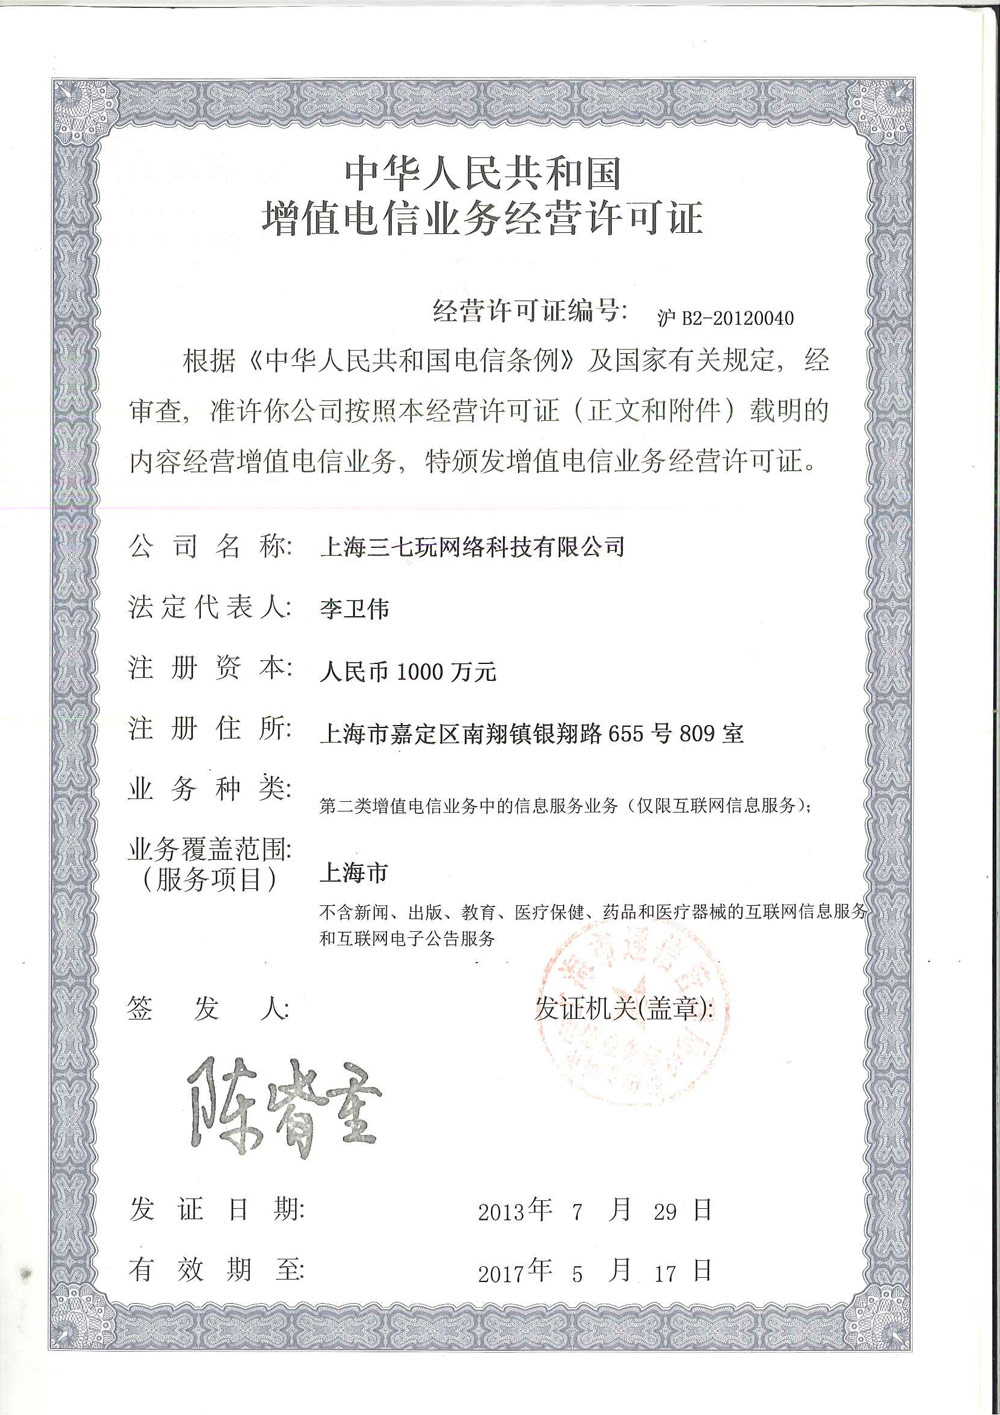 中华人民共和国
增值电信业务经营许可证
经营许可证编号: 沪 B2-20120040
根据《中华人民共和国电信条例》及国家有关规定，经
审查，准许你公司按照本经营许可证（正文和附件）载明的
内容经营增值电信业务，特颁发增值电信业务经营许可证。
公司名称: 上海三七玩网络科技有限公司
法定代表人: 李卫伟
注册资本: 人民币 1000 万元
注册住所: 上海市嘉定区南翔镇银翔路 655 号 809 室
业务种类: 第二类增值电信业务中的信息服务业务（仅限互联网信息服务）;
业务覆盖范围:
（服务项目）
上海市
不含新闻、出版、教育、医疗保健、药品和医疗器械的互联网信息服务
和互联网电子公告服务
签发人: 发证机关(盖章):
发证日期: 2013年 7 月 29 日
有效期至: 2017年 5 月 17 日